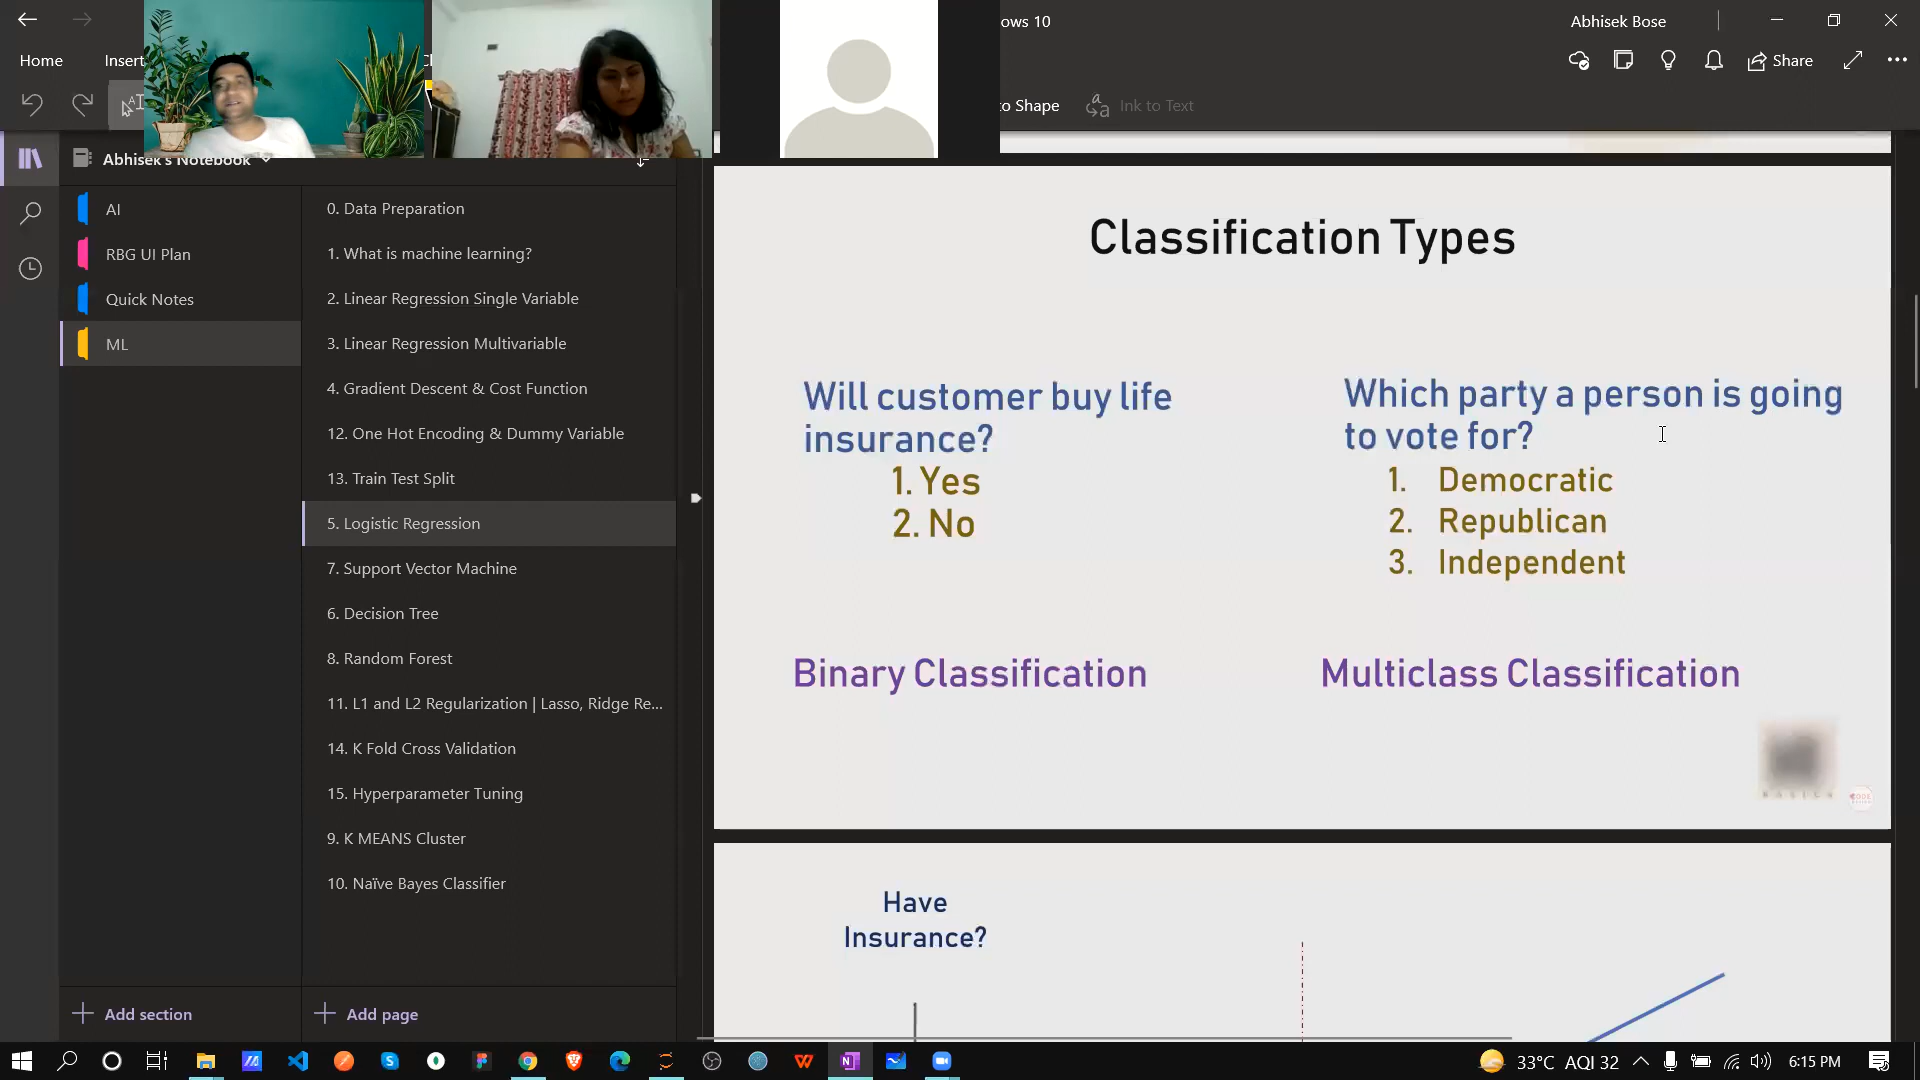 ows 10
Abhisek Bose
Home
Insert
Share
to Shape
Ink to Text
Abhisek's Notebook
AI
RBG UI Plan
Quick Notes
ML
0. Data Preparation
1. What is machine learning?
2. Linear Regression Single Variable
3. Linear Regression Multivariable
4. Gradient Descent & Cost Function
12. One Hot Encoding & Dummy Variable
13. Train Test Split
5. Logistic Regression
7. Support Vector Machine
6. Decision Tree
8. Random Forest
11. L1 and L2 Regularization | Lasso, Ridge Re...
14. K Fold Cross Validation
15. Hyperparameter Tuning
9. K MEANS Cluster
10. Naïve Bayes Classifier
Add section
Add page
Classification Types
Will customer buy life
insurance?
1. Yes
2. No
Binary Classification
Which party a person is going
to vote for?
1. Democratic
2. Republican
3. Independent
Multiclass Classification
Have
Insurance?
33°C AQI 32
6:15 PM